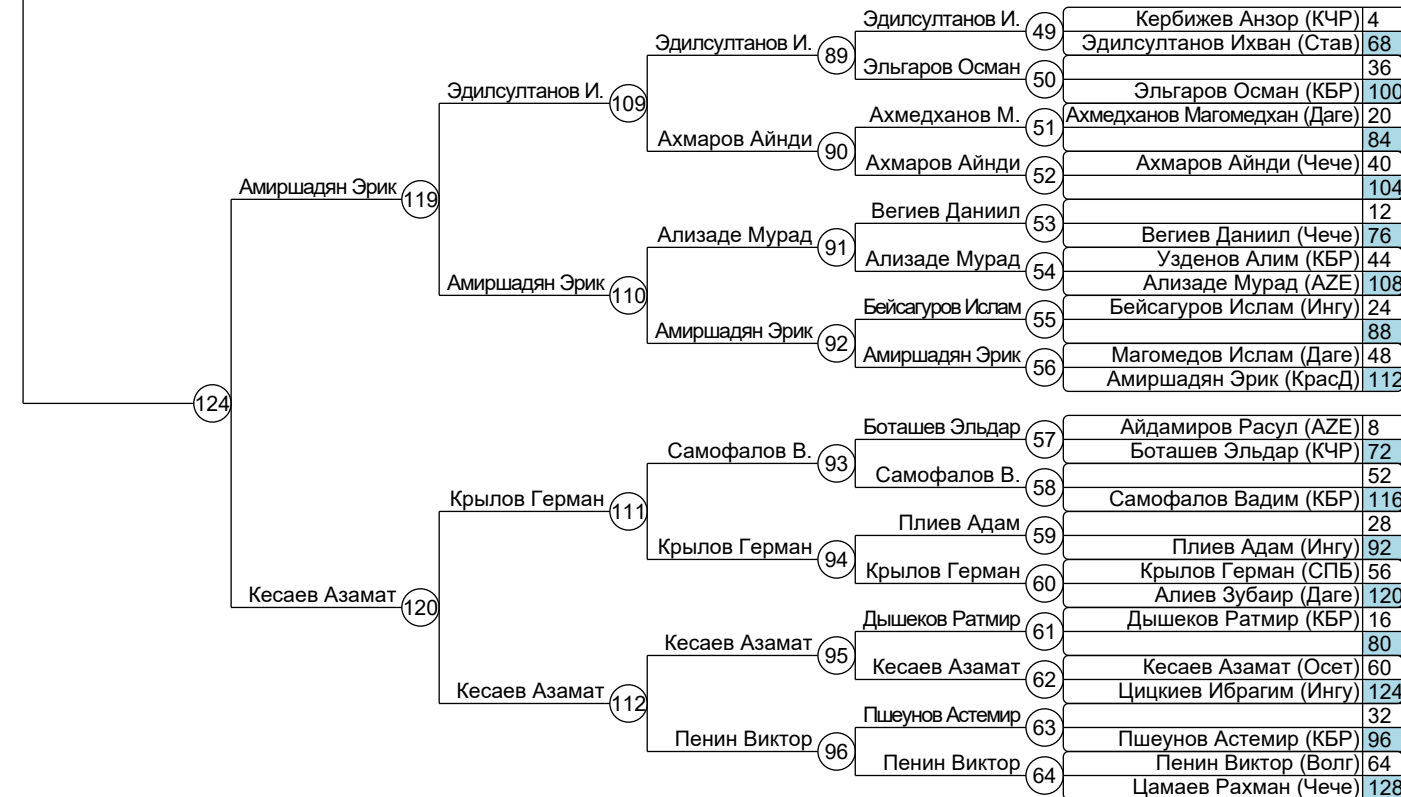 Эдилсултанов И. 49 Кербижев Анзор (КЧР) 4
Эдилсултанов И. 89 Эдилсултанов Ихван (Став) 68
Эльгаров Осман 50 36
Эдилсултанов И. 109 Эльгаров Осман (КБР) 100
Ахмедханов М. 51 Ахмедханов Магомедхан (Даге) 20
Ахмаров Айнди 90 84
Ахмаров Айнди 52 Ахмаров Айнди (Чече) 40
Амиршадян Эрик 119 104
Вегиев Даниил 53 12
Ализаде Мурад 91 Вегиев Даниил (Чече) 76
Ализаде Мурад 54 Узденов Алим (КБР) 44
Амиршадян Эрик 110 Ализаде Мурад (AZE) 108
Бейсагуров Ислам 55 Бейсагуров Ислам (Ингу) 24
Амиршадян Эрик 92 88
Амиршадян Эрик 56 Магомедов Ислам (Даге) 48
Амиршадян Эрик (КрасД) 112
124
Боташев Эльдар 57 Айдамиров Расул (AZE) 8
Самофалов В. 93 Боташев Эльдар (КЧР) 72
Самофалов В. 58 52
Крылов Герман 111 Самофалов Вадим (КБР) 116
Плиев Адам 59 28
Крылов Герман 94 Плиев Адам (Ингу) 92
Крылов Герман 60 Крылов Герман (СПБ) 56
Кесаев Азамат 120 Алиев Зубаир (Даге) 120
Дышеков Ратмир 61 Дышеков Ратмир (КБР) 16
Кесаев Азамат 95 80
Кесаев Азамат 62 Кесаев Азамат (Осет) 60
Кесаев Азамат 112 Цицкиев Ибрагим (Ингу) 124
Пшеунов Астемир 63 32
Пенин Виктор 96 Пшеунов Астемир (КБР) 96
Пенин Виктор 64 Пенин Виктор (Волг) 64
Цамаев Рахман (Чече) 128